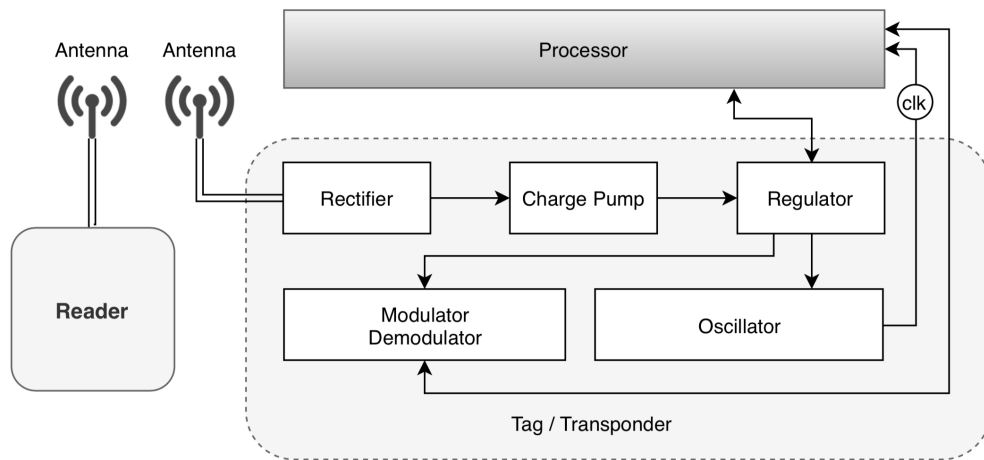 Antenna
Antenna
Processor
clk
Rectifier
Charge Pump
Regulator
Reader
Modulator
Demodulator
Oscillator
Tag / Transponder